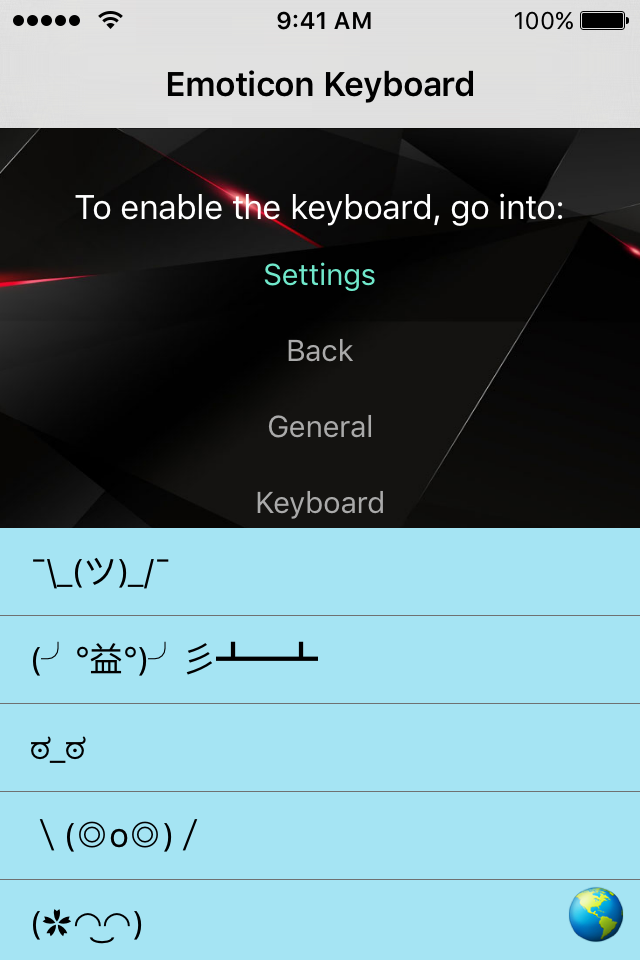 9:41 AM 100%
Emoticon Keyboard
To enable the keyboard, go into:
Settings
Back
General
Keyboard
¯\_(ツ)_/¯
(╯°益°)╯彡┻━┻
ಠ_ಠ
╲(◎o◎)╱
(✿◠‿◠)